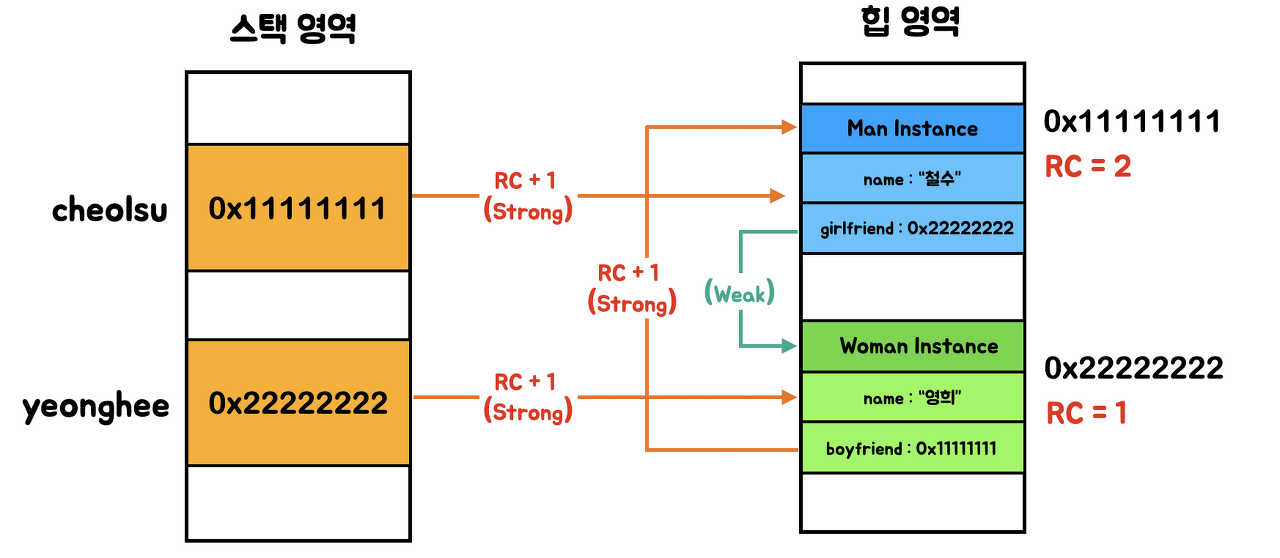 스택 영역
힙 영역
cheolsu
0x11111111
RC + 1
(Strong)
yeonghee
0x22222222
RC + 1
(Strong)
RC + 1
(Strong)
(Weak)
Man Instance
name : "철수"
girlfriend : 0x22222222
0x11111111
RC = 2
Woman Instance
name : "영희"
boyfriend : 0x11111111
0x22222222
RC = 1